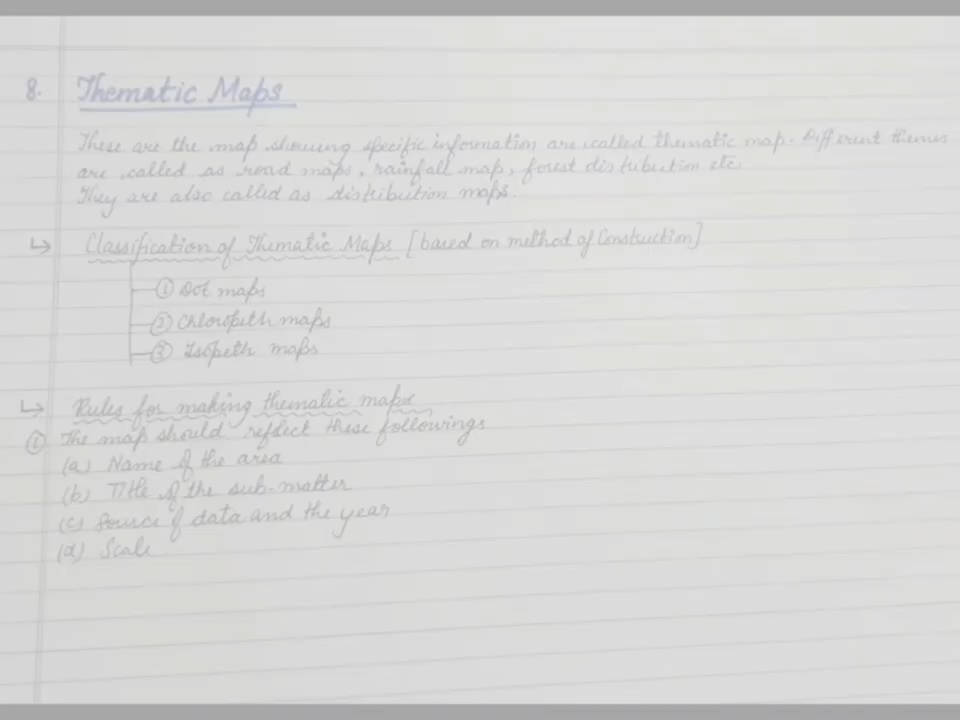 8. Thematic Maps
These are the map showing specific information are called thematic map. Different themes
are called as road maps, rainfall map, forest distubution etc
They are also called as distribution maps.
↳ Classification of Thematic Maps [based on method of Construction]
① Dot maps
② Chloropeth maps
③ Isopeth maps
↳ Rules for making thematic maps
① The map should reflect these followings
(a) Name of the area
(b) Title of the sub-matter
(c) Source of data and the year
(d) Scale